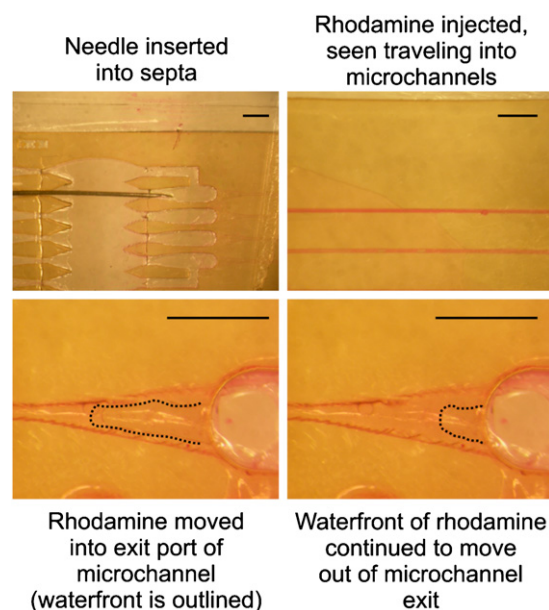 Needle inserted
into septa
Rhodamine injected,
seen traveling into
microchannels
Rhodamine moved
into exit port of
microchannel
(waterfront is outlined)
Waterfront of rhodamine
continued to move
out of microchannel
exit